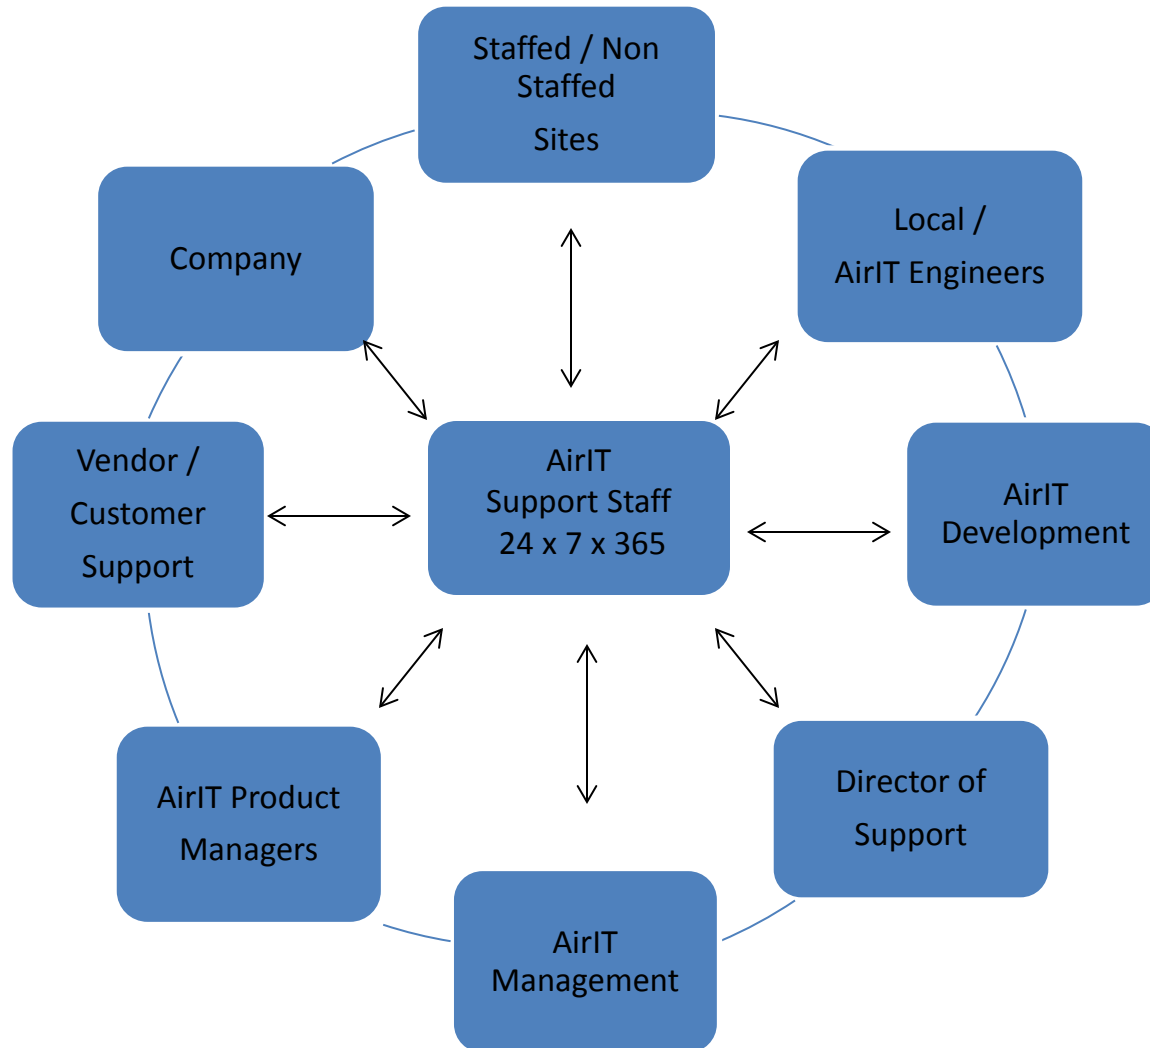 Staffed / Non
Staffed
Sites
Local /
AirIT Engineers
Company
AirIT
Support Staff
24 x 7 x 365
Vendor /
Customer
Support
AirIT
Development
AirIT Product
Managers
Director of
Support
AirIT
Management